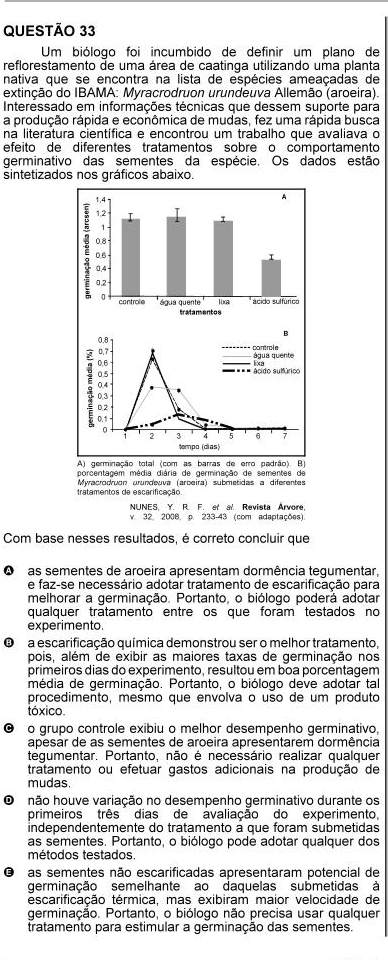 QUESTÃO 33
Um biólogo foi incumbido de definir um plano de
reflorestamento de uma área de caatinga utilizando uma planta
nativa que se encontra na lista de espécies ameaçadas de
extinção do IBAMA: Myracrodruon urundeuva Allemão (aroeira).
Interessado em informações técnicas que dessem suporte para
a produção rápida e econômica de mudas, fez uma rápida busca
na literatura científica e encontrou um trabalho que avaliava o
efeito de diferentes tratamentos sobre o comportamento
germinativo das sementes da espécie. Os dados estão
sintetizados nos gráficos abaixo.
A
germinação média (arcsen)
1,4
1,2
1
0,8
0,6
0,4
0,2
0
controle água quente lixa ácido sulfúrico
tratamentos
B
germinação média (%)
0,8
0,7
0,6
0,5
0,4
0,3
0,2
0,1
0
controle
água quente
lixa
ácido sulfúrico
1 2 3 4 5 6 7
tempo (dias)
A) germinação total (com as barras de erro padrão). B)
porcentagem média diária de germinação de sementes de
Myracrodruon urundeuva (aroeira) submetidas a diferentes
tratamentos de escarificação.
NUNES, Y. R. F. et al. Revista Árvore,
v. 32, 2008, p. 233-43 (com adaptações).
Com base nesses resultados, é correto concluir que
A as sementes de aroeira apresentam dormência tegumentar,
e faz-se necessário adotar tratamento de escarificação para
melhorar a germinação. Portanto, o biólogo poderá adotar
qualquer tratamento entre os que foram testados no
experimento.
B a escarificação química demonstrou ser o melhor tratamento,
pois, além de exibir as maiores taxas de germinação nos
primeiros dias do experimento, resultou em boa porcentagem
média de germinação. Portanto, o biólogo deve adotar tal
procedimento, mesmo que envolva o uso de um produto
tóxico.
C o grupo controle exibiu o melhor desempenho germinativo,
apesar de as sementes de aroeira apresentarem dormência
tegumentar. Portanto, não é necessário realizar qualquer
tratamento ou efetuar gastos adicionais na produção de
mudas.
D não houve variação no desempenho germinativo durante os
primeiros três dias de avaliação do experimento,
independentemente do tratamento a que foram submetidas
as sementes. Portanto, o biólogo pode adotar qualquer dos
métodos testados.
E as sementes não escarificadas apresentaram potencial de
germinação semelhante ao daquelas submetidas à
escarificação térmica, mas exibiram maior velocidade de
germinação. Portanto, o biólogo não precisa usar qualquer
tratamento para estimular a germinação das sementes.